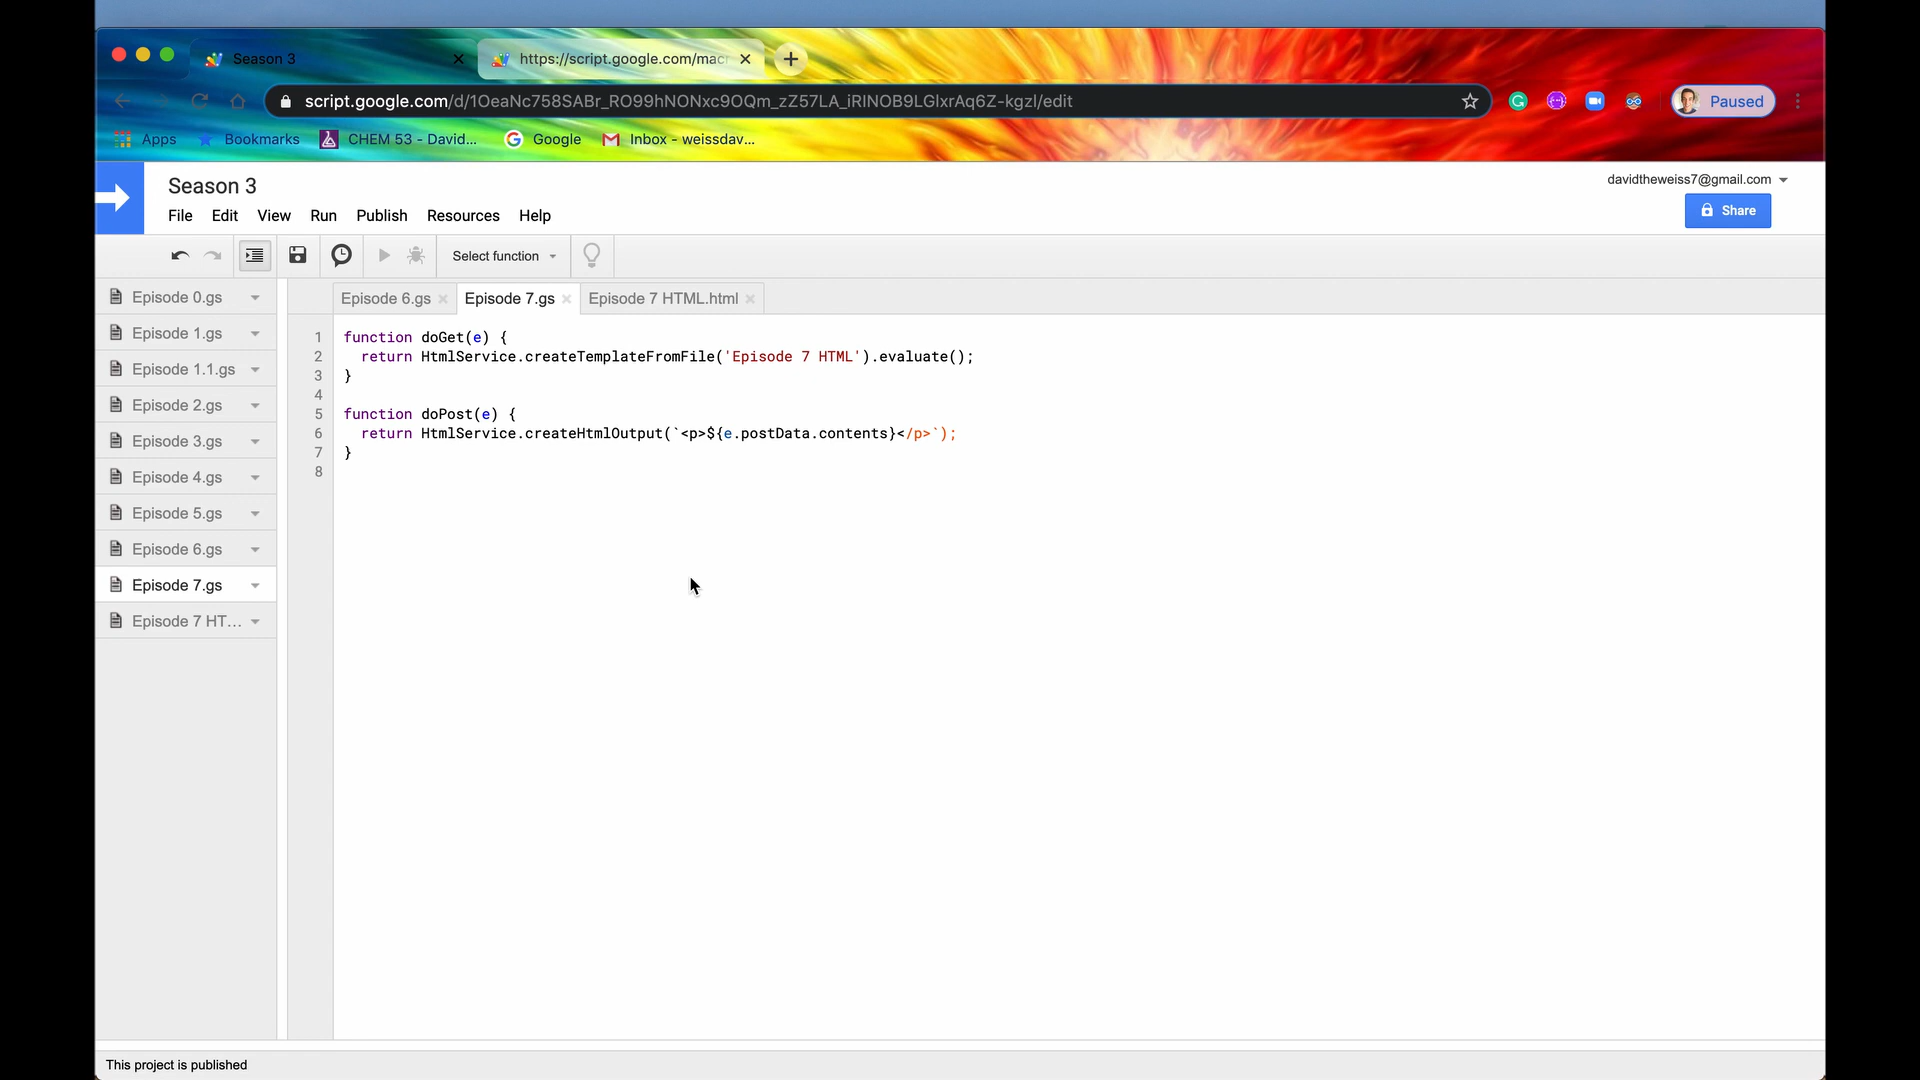 Season 3
https://script.google.com/mac
script.google.com/d/1OeaNc758SABr_RO99hNONxc9OQm_zZ57LA_iRINOB9LGlxrAq6Z-kgzl/edit
Paused
Apps
Bookmarks
CHEM 53 - David...
Google
Inbox - weissdav...
Season 3
davidtheweiss7@gmail.com
File Edit View Run Publish Resources Help
Share
Select function
Episode 0.gs
Episode 1.gs
Episode 1.1.gs
Episode 2.gs
Episode 3.gs
Episode 4.gs
Episode 5.gs
Episode 6.gs
Episode 7.gs
Episode 7 HT...
Episode 6.gs Episode 7.gs Episode 7 HTML.html
1 function doGet(e) {
2 return HtmlService.createTemplateFromFile('Episode 7 HTML').evaluate();
3 }
4
5 function doPost(e) {
6 return HtmlService.createHtmlOutput(`<p>${e.postData.contents}</p>`);
7 }
8
This project is published